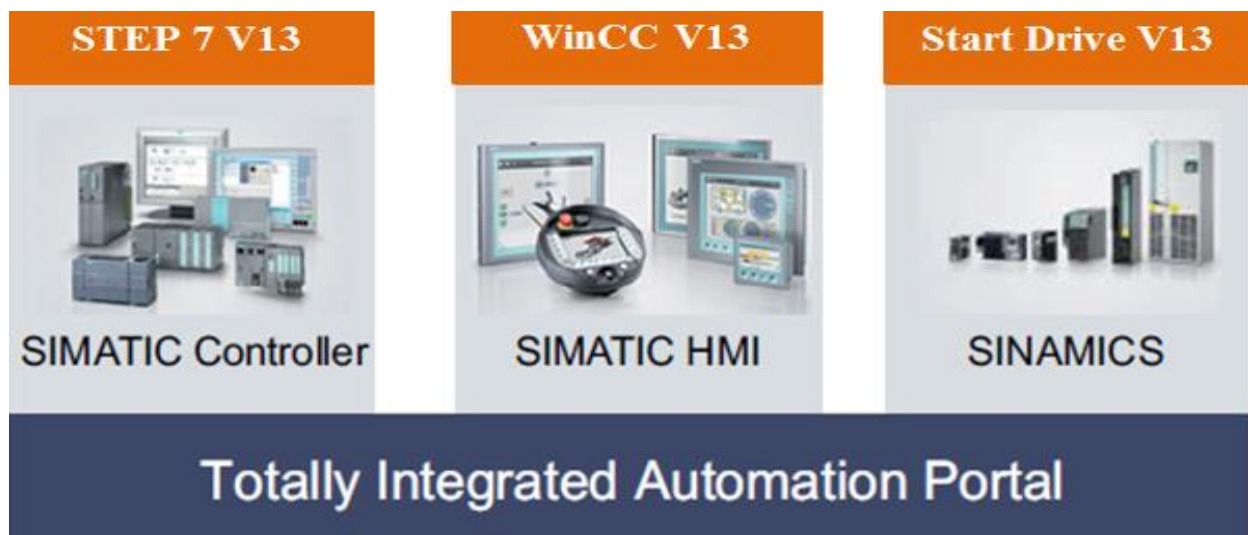 STEP 7 V13
WinCC V13
Start Drive V13
SIMATIC Controller
SIMATIC HMI
SINAMICS
Totally Integrated Automation Portal